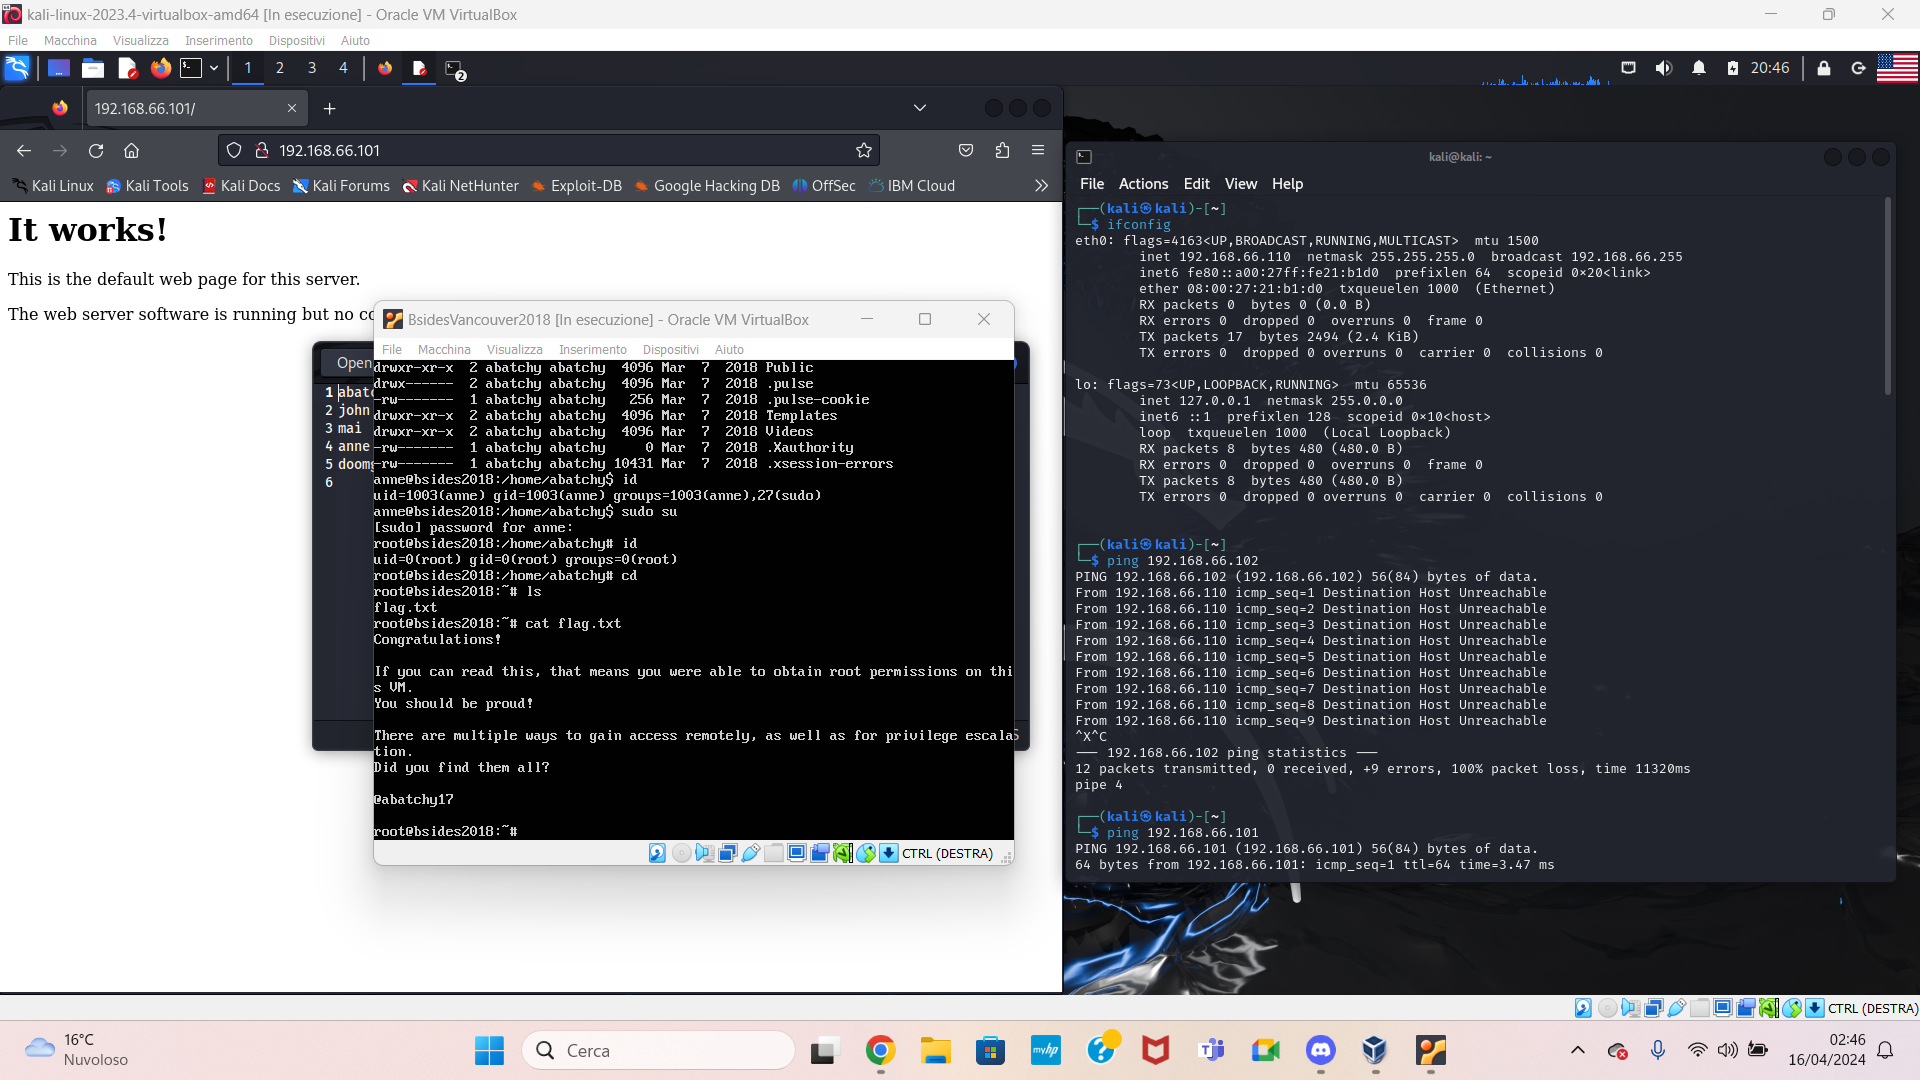 kali-linux-2023.4-virtualbox-amd64 [In esecuzione] - Oracle VM VirtualBox
File Macchina Visualizza Inserimento Dispositivi Aiuto
1 2 3 4 2 20:46
192.168.66.101/
192.168.66.101
Kali Linux Kali Tools Kali Docs Kali Forums Kali NetHunter Exploit-DB Google Hacking DB OffSec IBM Cloud
It works!
This is the default web page for this server.
The web server software is running but no co
Open
1 abatc
2 john
3 mai
4 anne
5 doomg
6
BsidesVancouver2018 [In esecuzione] - Oracle VM VirtualBox
File Macchina Visualizza Inserimento Dispositivi Aiuto
drwxr-xr-x 2 abatchy abatchy 4096 Mar 7 2018 Public
drwx------ 2 abatchy abatchy 4096 Mar 7 2018 .pulse
-rw------- 1 abatchy abatchy 256 Mar 7 2018 .pulse-cookie
drwxr-xr-x 2 abatchy abatchy 4096 Mar 7 2018 Templates
drwxr-xr-x 2 abatchy abatchy 4096 Mar 7 2018 Videos
-rw------- 1 abatchy abatchy 0 Mar 7 2018 .Xauthority
-rw------- 1 abatchy abatchy 10431 Mar 7 2018 .xsession-errors
anne@bsides2018:/home/abatchy$ id
uid=1003(anne) gid=1003(anne) groups=1003(anne),27(sudo)
anne@bsides2018:/home/abatchy$ sudo su
[sudo] password for anne:
root@bsides2018:/home/abatchy# id
uid=0(root) gid=0(root) groups=0(root)
root@bsides2018:/home/abatchy# cd
root@bsides2018:~# ls
flag.txt
root@bsides2018:~# cat flag.txt
Congratulations!
If you can read this, that means you were able to obtain root permissions on thi
s VM.
You should be proud!
There are multiple ways to gain access remotely, as well as for privilege escala
tion.
Did you find them all?
@abatchy17
root@bsides2018:~#
CTRL (DESTRA)
kali@kali: ~
File Actions Edit View Help
┌──(kali㉿kali)-[~]
└─$ ifconfig
eth0: flags=4163<UP,BROADCAST,RUNNING,MULTICAST> mtu 1500
inet 192.168.66.110 netmask 255.255.255.0 broadcast 192.168.66.255
inet6 fe80::a00:27ff:fe21:b1d0 prefixlen 64 scopeid 0×20<link>
ether 08:00:27:21:b1:d0 txqueuelen 1000 (Ethernet)
RX packets 0 bytes 0 (0.0 B)
RX errors 0 dropped 0 overruns 0 frame 0
TX packets 17 bytes 2494 (2.4 KiB)
TX errors 0 dropped 0 overruns 0 carrier 0 collisions 0
lo: flags=73<UP,LOOPBACK,RUNNING> mtu 65536
inet 127.0.0.1 netmask 255.0.0.0
inet6 ::1 prefixlen 128 scopeid 0×10<host>
loop txqueuelen 1000 (Local Loopback)
RX packets 8 bytes 480 (480.0 B)
RX errors 0 dropped 0 overruns 0 frame 0
TX packets 8 bytes 480 (480.0 B)
TX errors 0 dropped 0 overruns 0 carrier 0 collisions 0
┌──(kali㉿kali)-[~]
└─$ ping 192.168.66.102
PING 192.168.66.102 (192.168.66.102) 56(84) bytes of data.
From 192.168.66.110 icmp_seq=1 Destination Host Unreachable
From 192.168.66.110 icmp_seq=2 Destination Host Unreachable
From 192.168.66.110 icmp_seq=3 Destination Host Unreachable
From 192.168.66.110 icmp_seq=4 Destination Host Unreachable
From 192.168.66.110 icmp_seq=5 Destination Host Unreachable
From 192.168.66.110 icmp_seq=6 Destination Host Unreachable
From 192.168.66.110 icmp_seq=7 Destination Host Unreachable
From 192.168.66.110 icmp_seq=8 Destination Host Unreachable
From 192.168.66.110 icmp_seq=9 Destination Host Unreachable
^X^C
--- 192.168.66.102 ping statistics ---
12 packets transmitted, 0 received, +9 errors, 100% packet loss, time 11320ms
pipe 4
┌──(kali㉿kali)-[~]
└─$ ping 192.168.66.101
PING 192.168.66.101 (192.168.66.101) 56(84) bytes of data.
64 bytes from 192.168.66.101: icmp_seq=1 ttl=64 time=3.47 ms
CTRL (DESTRA)
16°C
Nuvoloso
Cerca
myhp
02:46
16/04/2024